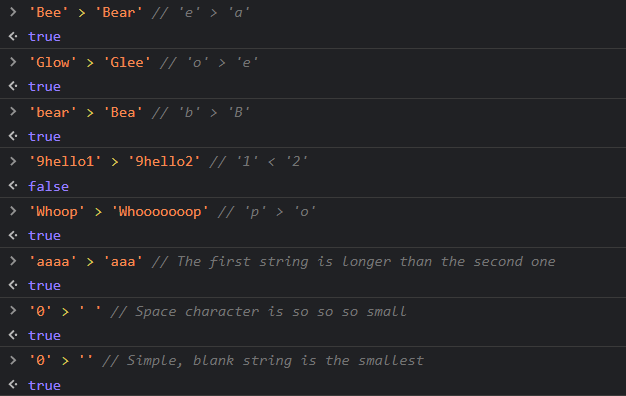 > 'Bee' > 'Bear' // 'e' > 'a'
true
> 'Glow' > 'Glee' // 'o' > 'e'
true
> 'bear' > 'Bea' // 'b' > 'B'
true
> '9hello1' > '9hello2' // '1' < '2'
false
> 'Whoop' > 'Whooooooop' // 'p' > 'o'
true
> 'aaaa' > 'aaa' // The first string is longer than the second one
true
> '0' > ' ' // Space character is so so so small
true
> '0' > '' // Simple, blank string is the smallest
true